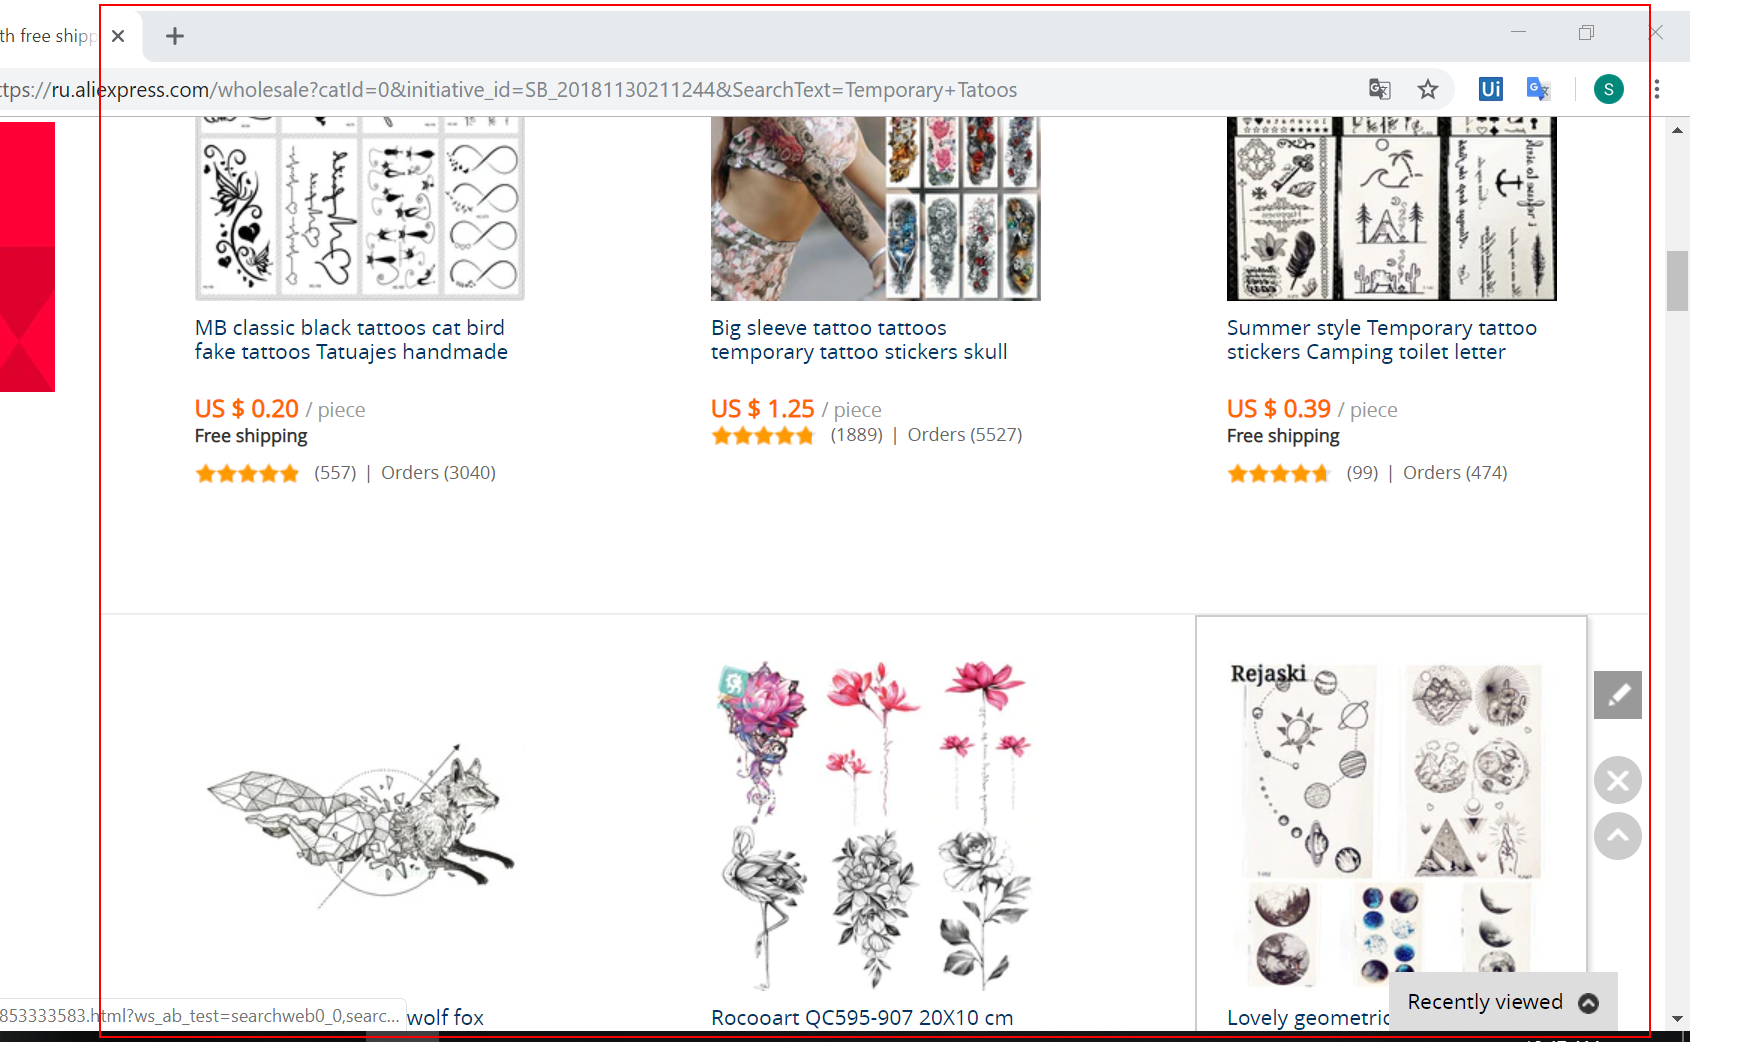 th free shipp
ttps://ru.aliexpress.com/wholesale?catId=0&initiative_id=SB_20181130211244&SearchText=Temporary+Tatoos
Ui
G
S
MB classic black tattoos cat bird
fake tattoos Tatuajes handmade
US $ 0.20 / piece
Free shipping
(557) | Orders (3040)
Big sleeve tattoo tattoos
temporary tattoo stickers skull
US $ 1.25 / piece
(1889) | Orders (5527)
Summer style Temporary tattoo
stickers Camping toilet letter
US $ 0.39 / piece
Free shipping
(99) | Orders (474)
Rejaski
wolf fox
Rocooart QC595-907 20X10 cm
Lovely geometric
Recently viewed
853333583.html?ws_ab_test=searchweb0_0,searc...